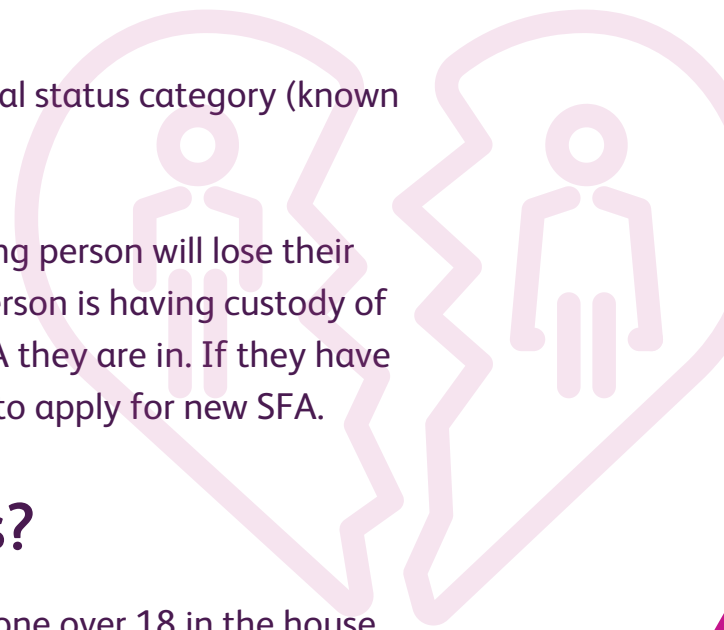 al status category (known
ng person will lose their
erson is having custody of
A they are in. If they have
to apply for new SFA.
s?
one over 18 in the house